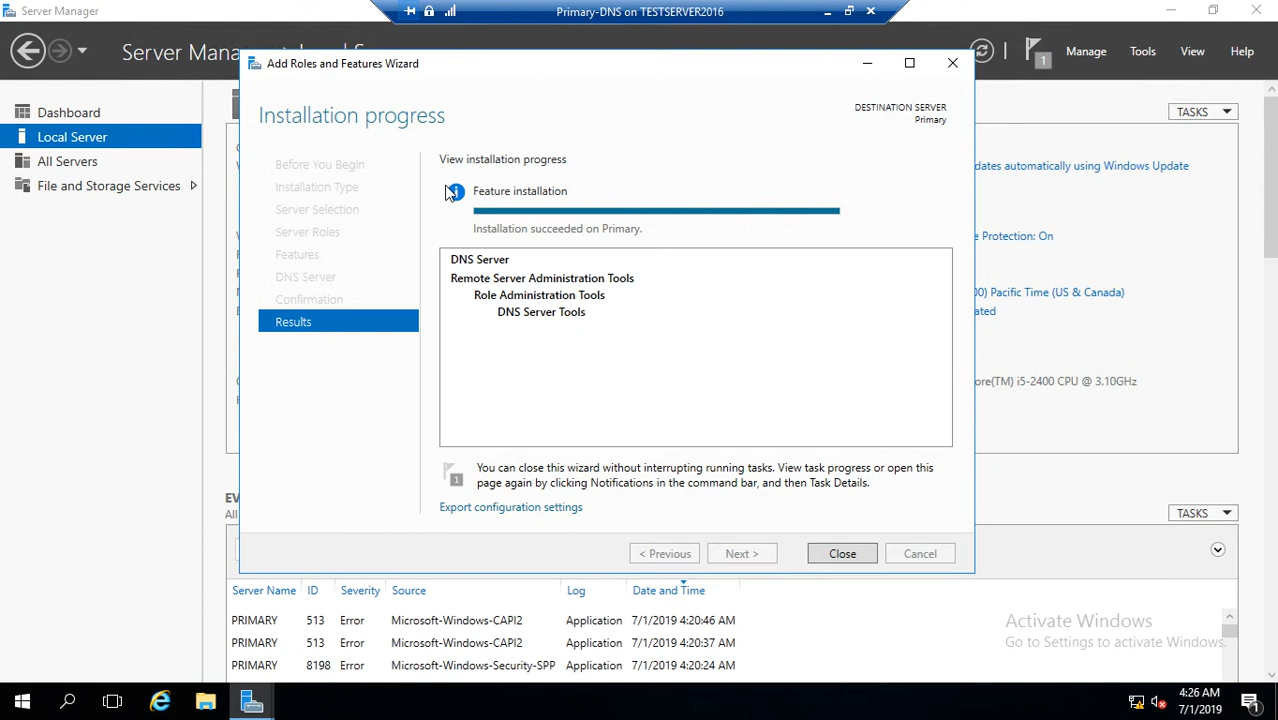 Server Manager
Primary-DNS on TESTSERVER2016
Server Man
Manage
Tools
View
Help
1
Add Roles and Features Wizard
Installation progress
DESTINATION SERVER
Primary
Dashboard
Local Server
All Servers
File and Storage Services
Before You Begin
Installation Type
Server Selection
Server Roles
Features
DNS Server
Confirmation
Results
View installation progress
Feature installation
Installation succeeded on Primary.
DNS Server
Remote Server Administration Tools
Role Administration Tools
DNS Server Tools
1
You can close this wizard without interrupting running tasks. View task progress or open this
page again by clicking Notifications in the command bar, and then Task Details.
Export configuration settings
< Previous
Next >
Close
Cancel
TASKS
dates automatically using Windows Update
e Protection: On
00) Pacific Time (US & Canada)
ated
ore(TM) i5-2400 CPU @ 3.10GHz
EV
All
TASKS
Server Name ID Severity Source Log Date and Time
PRIMARY 513 Error Microsoft-Windows-CAPI2 Application 7/1/2019 4:20:46 AM
PRIMARY 513 Error Microsoft-Windows-CAPI2 Application 7/1/2019 4:20:37 AM
PRIMARY 8198 Error Microsoft-Windows-Security-SPP Application 7/1/2019 4:20:24 AM
Activate Windows
Go to Settings to activate Windows.
4:26 AM
7/1/2019
1